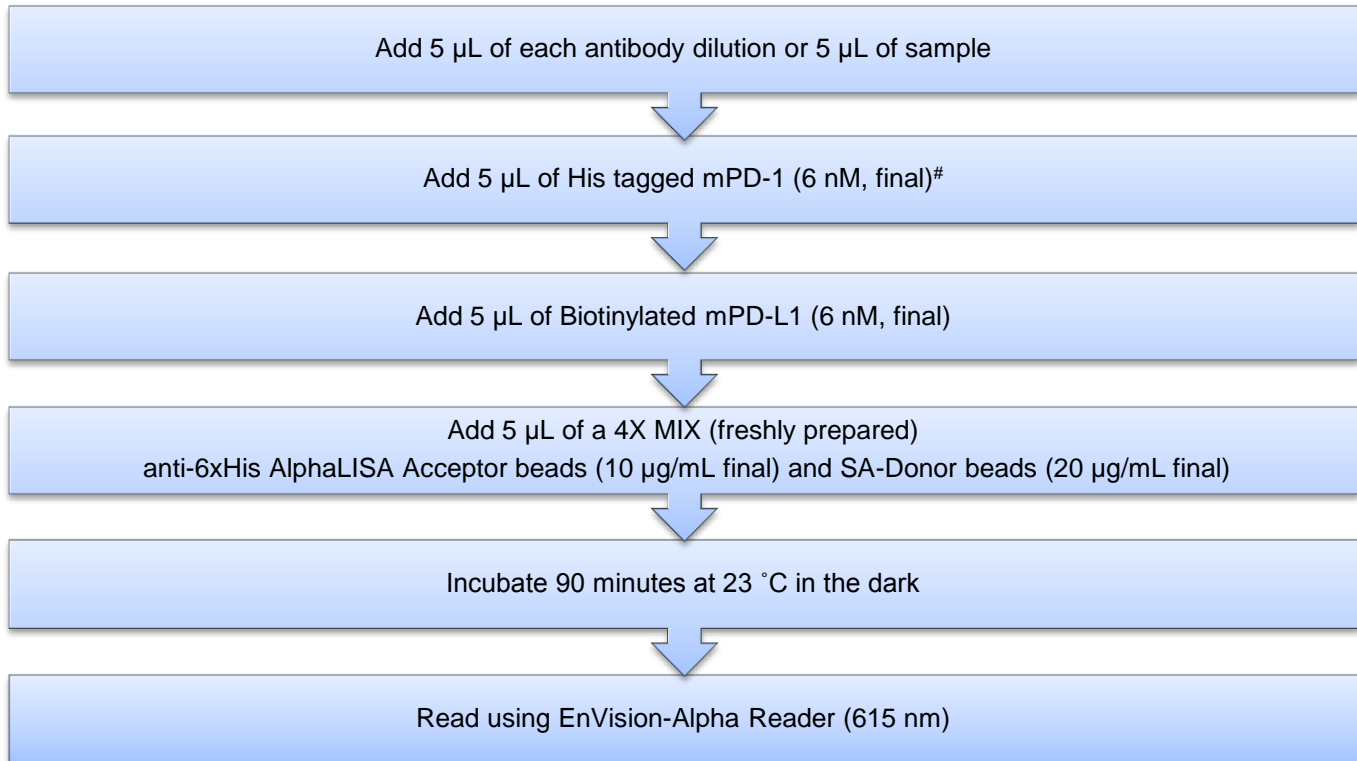 Add 5 µL of each antibody dilution or 5 µL of sample
Add 5 µL of His tagged mPD-1 (6 nM, final)#
Add 5 µL of Biotinylated mPD-L1 (6 nM, final)
Add 5 µL of a 4X MIX (freshly prepared)
anti-6xHis AlphaLISA Acceptor beads (10 µg/mL final) and SA-Donor beads (20 µg/mL final)
Incubate 90 minutes at 23 ˚C in the dark
Read using EnVision-Alpha Reader (615 nm)